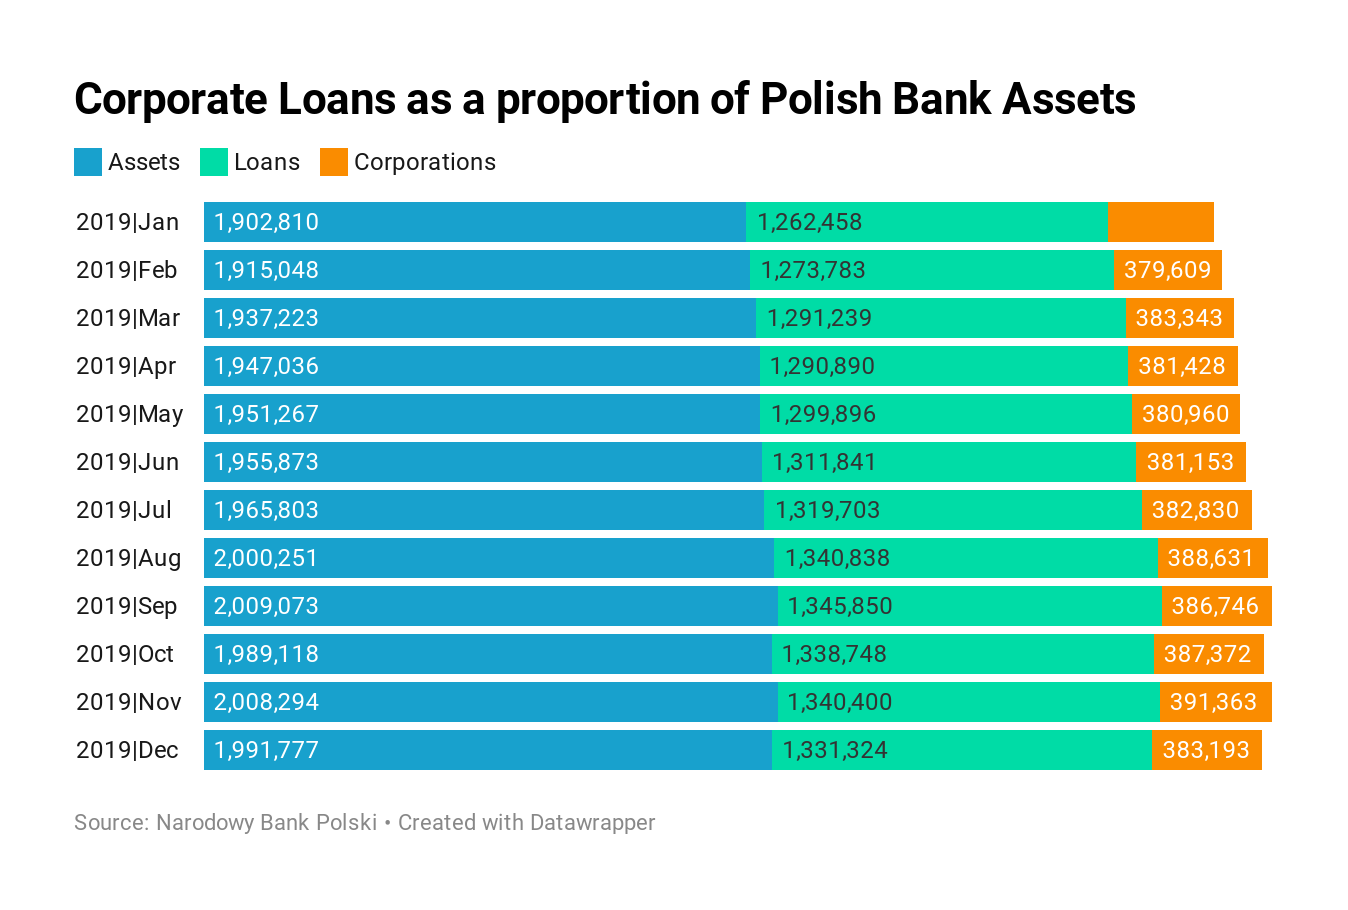 Corporate Loans as a proportion of Polish Bank Assets
Assets Loans Corporations
2019|Jan 1,902,810 1,262,458
2019|Feb 1,915,048 1,273,783 379,609
2019|Mar 1,937,223 1,291,239 383,343
2019|Apr 1,947,036 1,290,890 381,428
2019|May 1,951,267 1,299,896 380,960
2019|Jun 1,955,873 1,311,841 381,153
2019|Jul 1,965,803 1,319,703 382,830
2019|Aug 2,000,251 1,340,838 388,631
2019|Sep 2,009,073 1,345,850 386,746
2019|Oct 1,989,118 1,338,748 387,372
2019|Nov 2,008,294 1,340,400 391,363
2019|Dec 1,991,777 1,331,324 383,193
Source: Narodowy Bank Polski • Created with Datawrapper